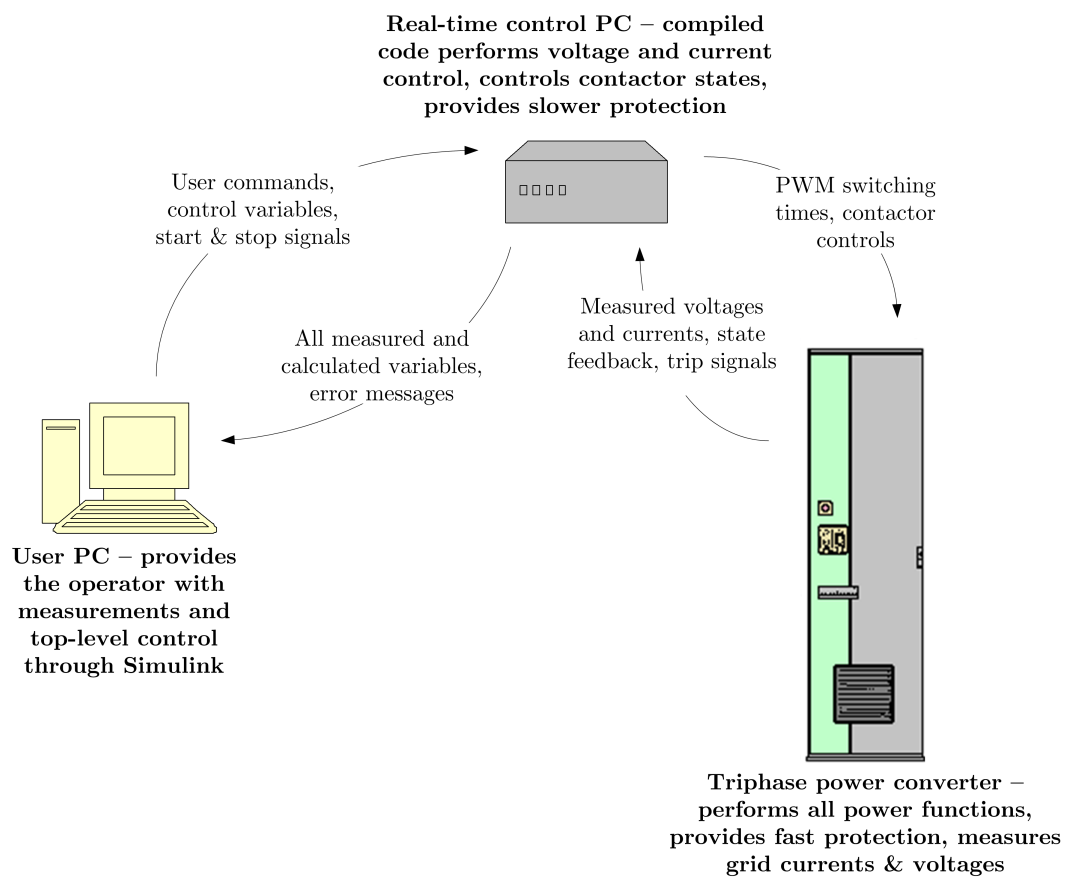 Real-time control PC – compiled
code performs voltage and current
control, controls contactor states,
provides slower protection
User commands,
control variables,
start & stop signals
PWM switching
times, contactor
controls
All measured and
calculated variables,
error messages
Measured voltages
and currents, state
feedback, trip signals
User PC – provides
the operator with
measurements and
top-level control
through Simulink
Triphase power converter –
performs all power functions,
provides fast protection, measures
grid currents & voltages